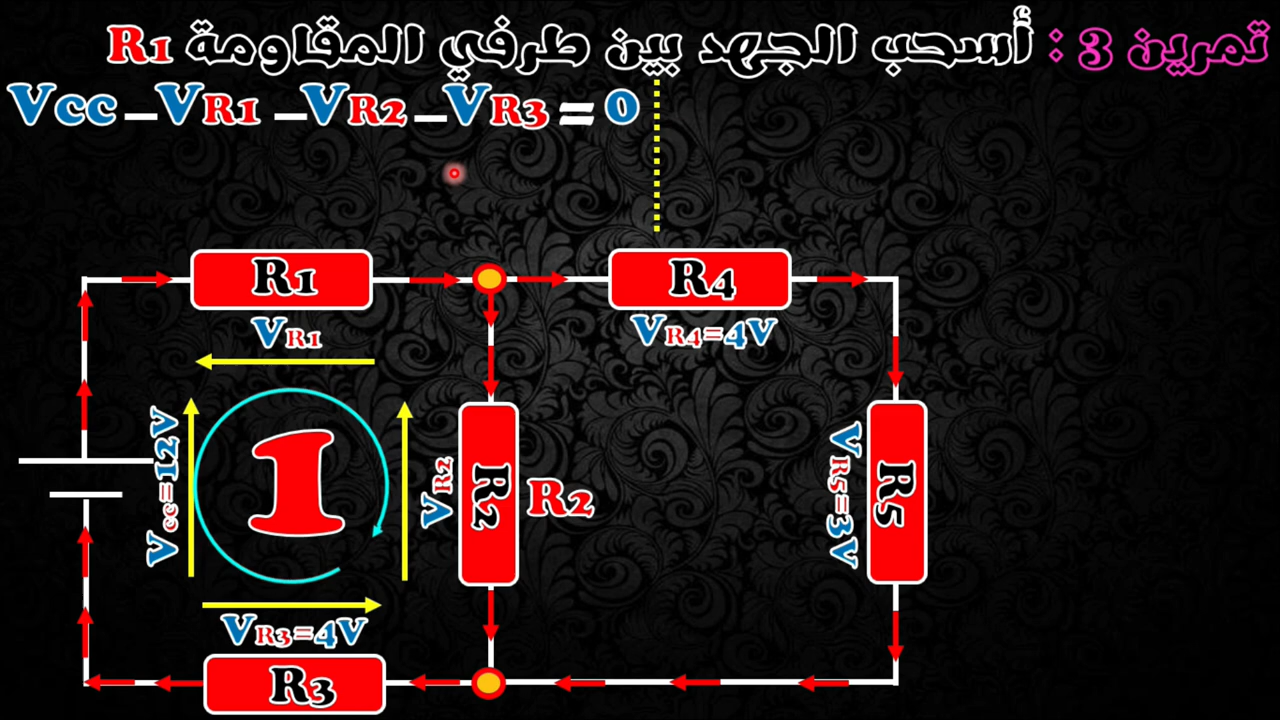 تمرين 3 : أسحب الجهد بين طرفي المقاومة R1
Vcc – VR1 – VR2 – VR3 = 0
R1
R4
VR1
VR4=4V
Vcc=12V
1
VR2
R2
R2
VR5=3V
R5
VR3=4V
R3